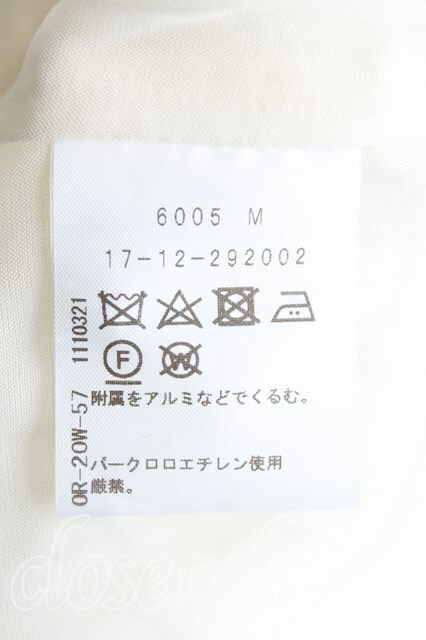 6005 M
17-12-292002
F
W
附属をアルミなどでくるむ。
パークロロエチレン使用
厳禁。
OR-20W-57 1110321
closet